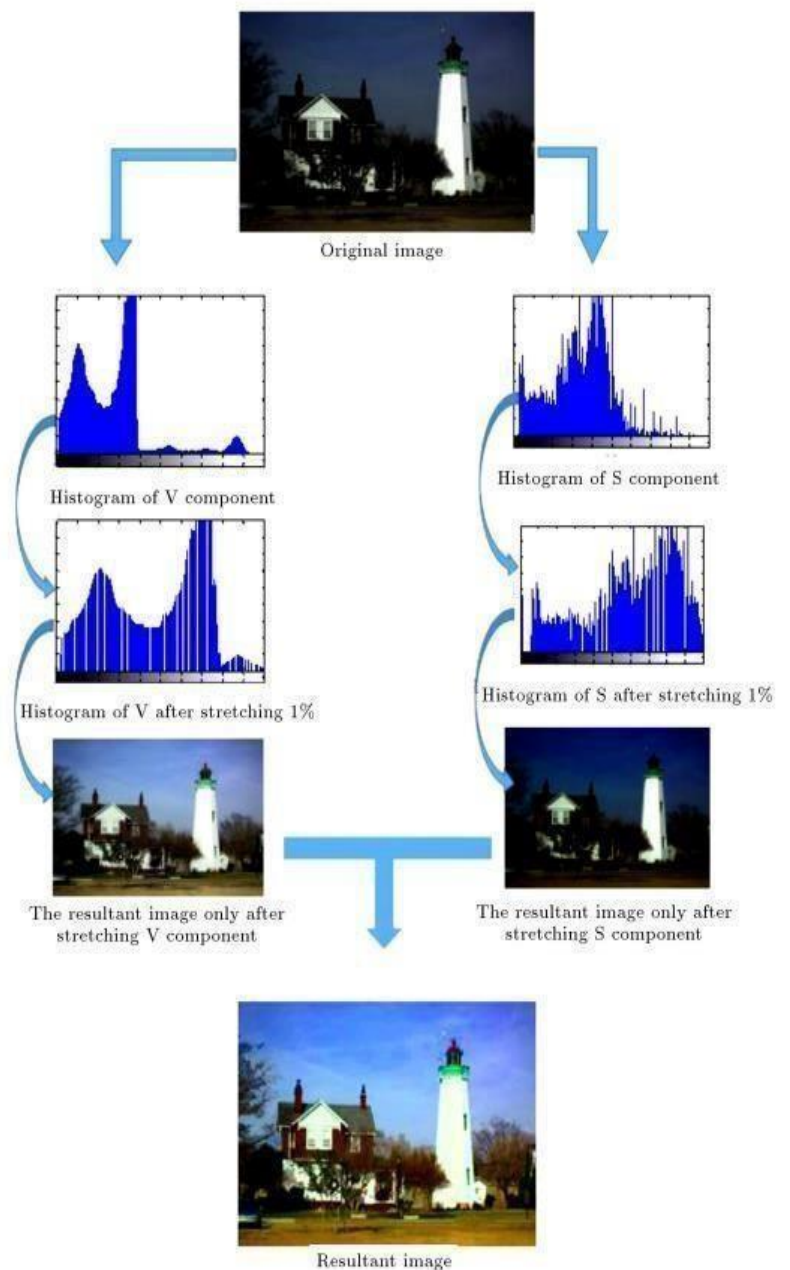 Original image
Histogram of V component
Histogram of S component
Histogram of V after stretching 1%
Histogram of S after stretching 1%
The resultant image only after
stretching V component
The resultant image only after
stretching S component
Resultant image